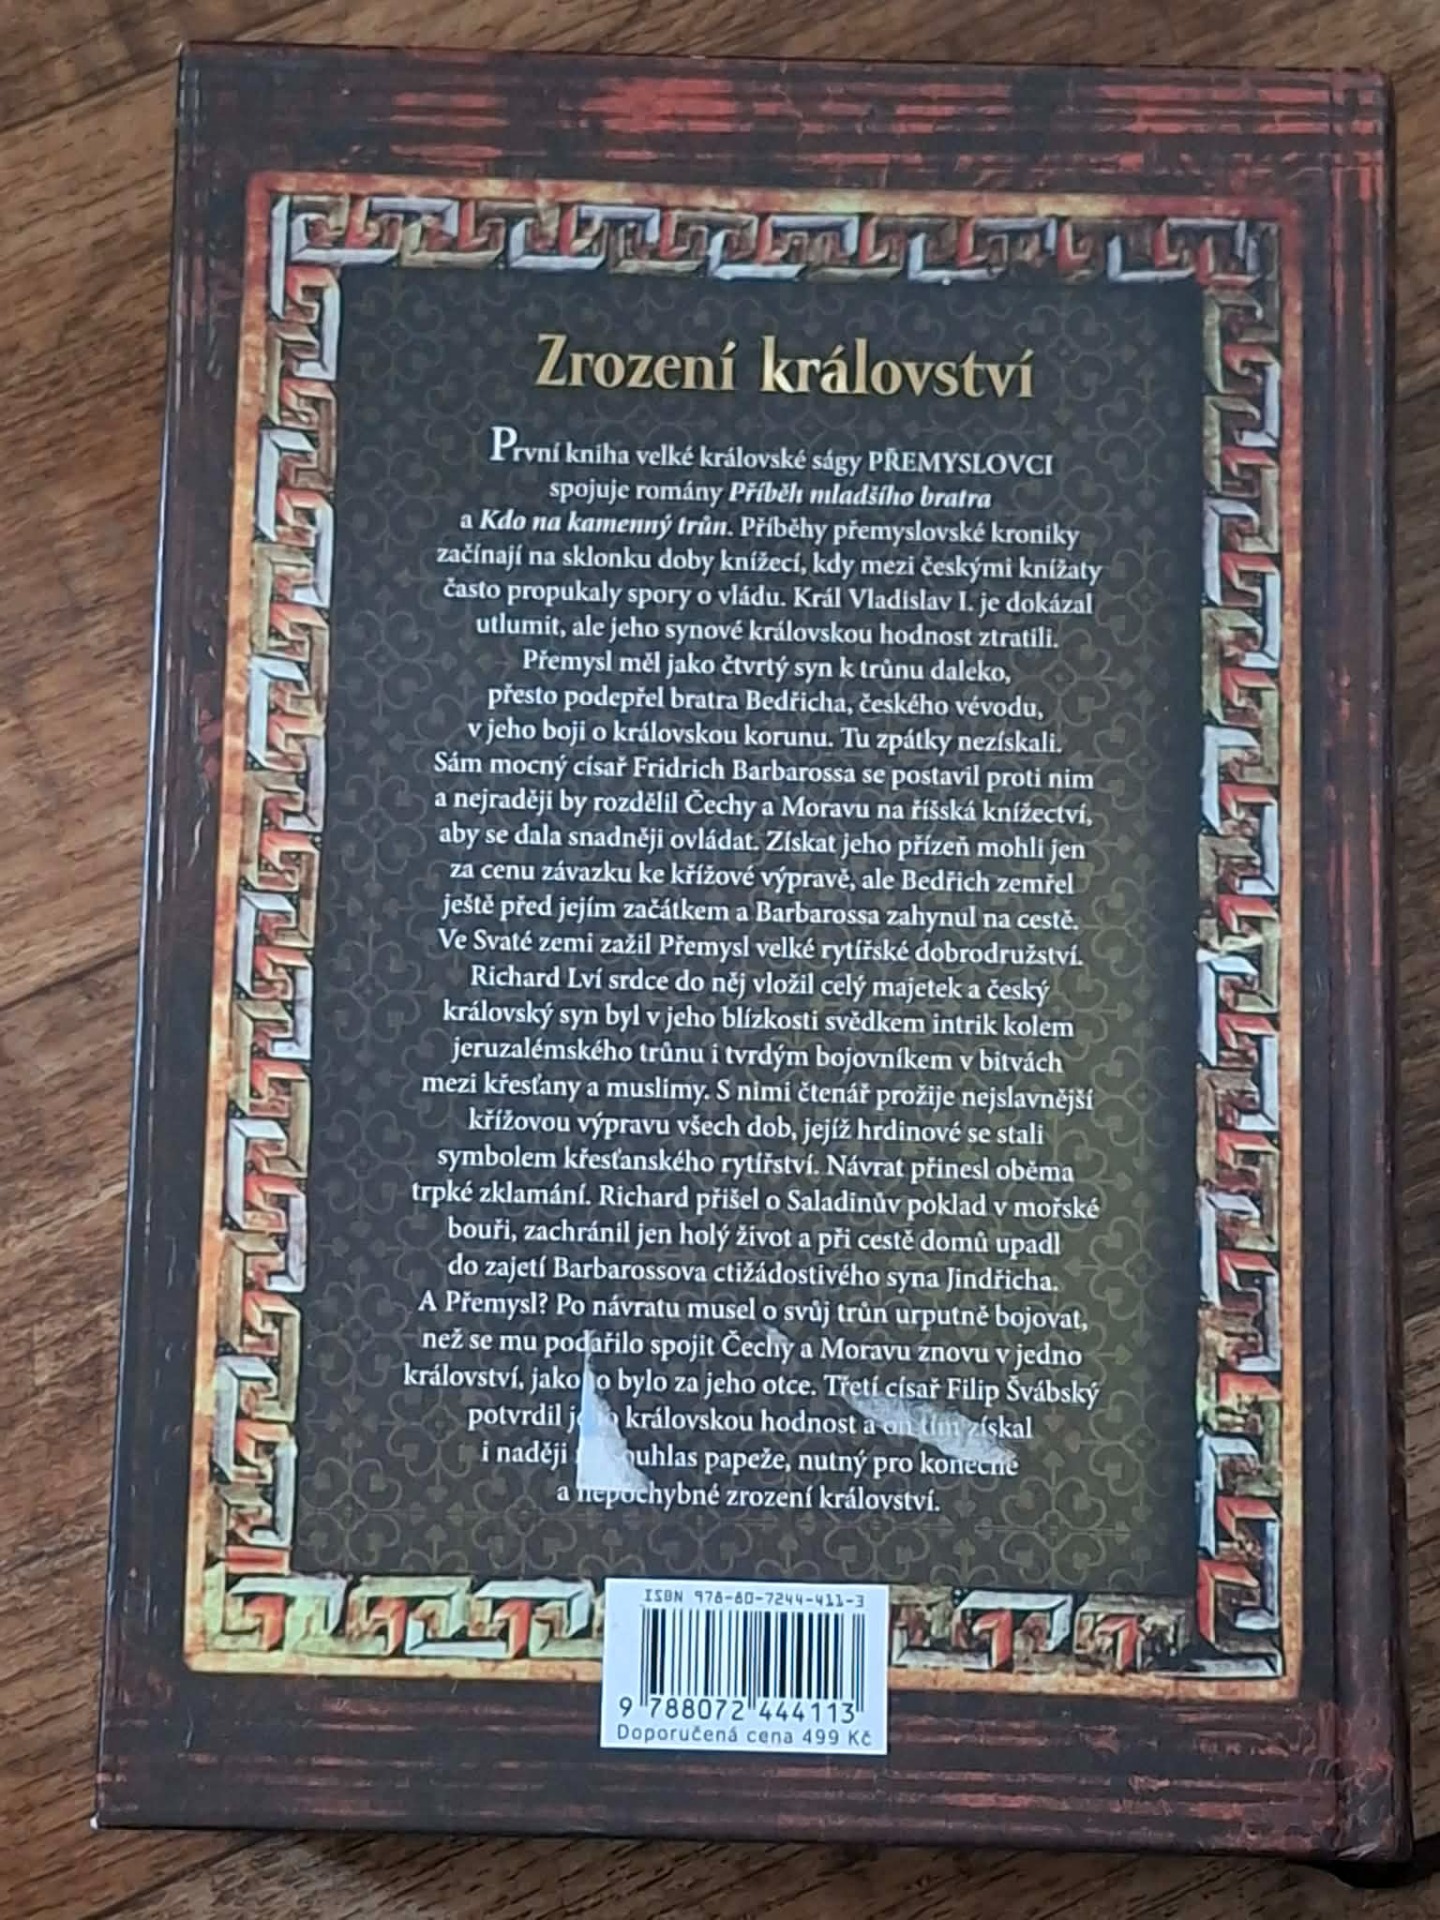 Zrození království
První kniha velké královské ságy PŘEMYSLOVCI
spojuje romány Příběh mladšího bratra
a Kdo na kamenný trůn. Příběhy přemyslovské kroniky
začínají na sklonku doby knížecí, kdy mezi českými knížaty
často propukaly spory o vládu. Král Vladislav I. je dokázal
utlumit, ale jeho synové královskou hodnost ztratili.
Přemysl měl jako čtvrtý syn k trůnu daleko,
přesto podepřel bratra Bedřicha, českého vévodu,
v jeho boji o královskou korunu. Tu zpátky nezískali.
Sám mocný císař Fridrich Barbarossa se postavil proti nim
a nejraději by rozdělil Čechy a Moravu na říšská knížectví,
aby se dala snadněji ovládat. Získat jeho přízeň mohli jen
za cenu závazku ke křížové výpravě, ale Bedřich zemřel
ještě před jejím začátkem a Barbarossa zahynul na cestě.
Ve Svaté zemi zažil Přemysl velké rytířské dobrodružství.
Richard Lví srdce do něj vložil celý majetek a český
královský syn byl v jeho blízkosti svědkem intrik kolem
jeruzalémského trůnu i tvrdým bojovníkem v bitvách
mezi křesťany a muslimy. S nimi čtenář prožije nejslavnější
křížovou výpravu všech dob, jejíž hrdinové se stali
symbolem křesťanského rytířství. Návrat přinesl oběma
trpké zklamání. Richard přišel o Saladinův poklad v mořské
bouři, zachránil jen holý život a při cestě domů upadl
do zajetí Barbarossova ctižádostivého syna Jindřicha.
A Přemysl? Po návratu musel o svůj trůn urputně bojovat,
než se mu podařilo spojit Čechy a Moravu znovu v jedno
království, jako bylo za jeho otce. Třetí císař Filip Švábský
potvrdil královskou hodnost a on tím získal
i naději papeže, nutný pro konečné
a nepochybné zrození království.
ISBN 978-80-7244-411-3
9 788072 444113
Doporučená cena 499 Kč